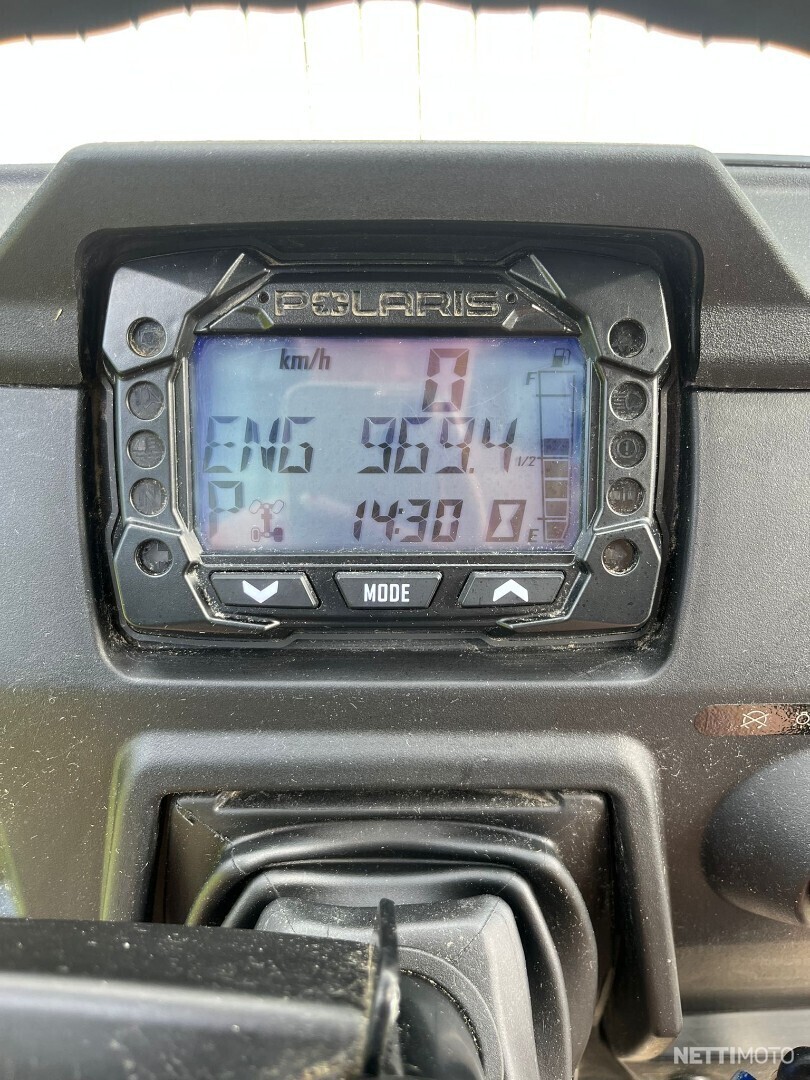 POLARIS
km/h 0
F
ENG 969.4
1/2
P 14:30
E
MODE
NETTIMOTO